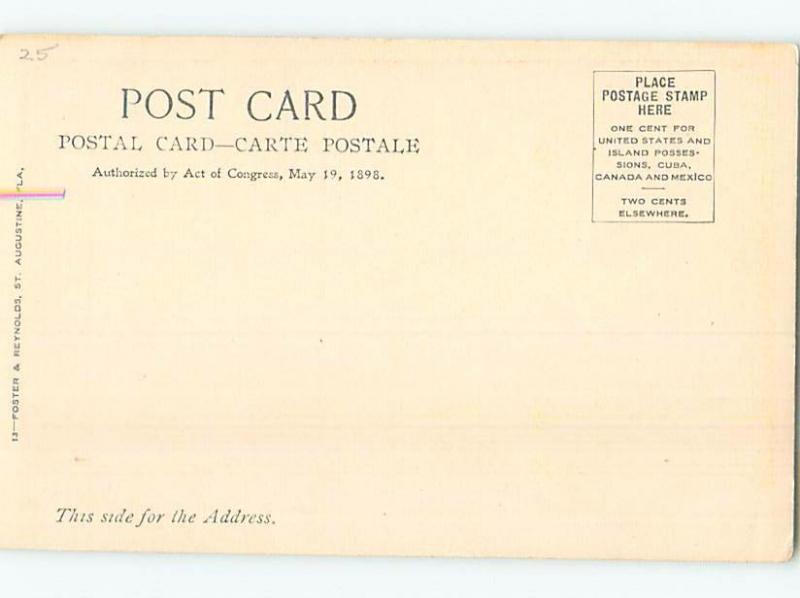 25
POST CARD
POSTAL CARD—CARTE POSTALE
Authorized by Act of Congress, May 19, 1898.
PLACE
POSTAGE STAMP
HERE
ONE CENT FOR
UNITED STATES AND
ISLAND POSSES-
SIONS, CUBA,
CANADA AND MEXICO
TWO CENTS
ELSEWHERE.
13—FOSTER & REYNOLDS, ST. AUGUSTINE, FLA.
This side for the Address.